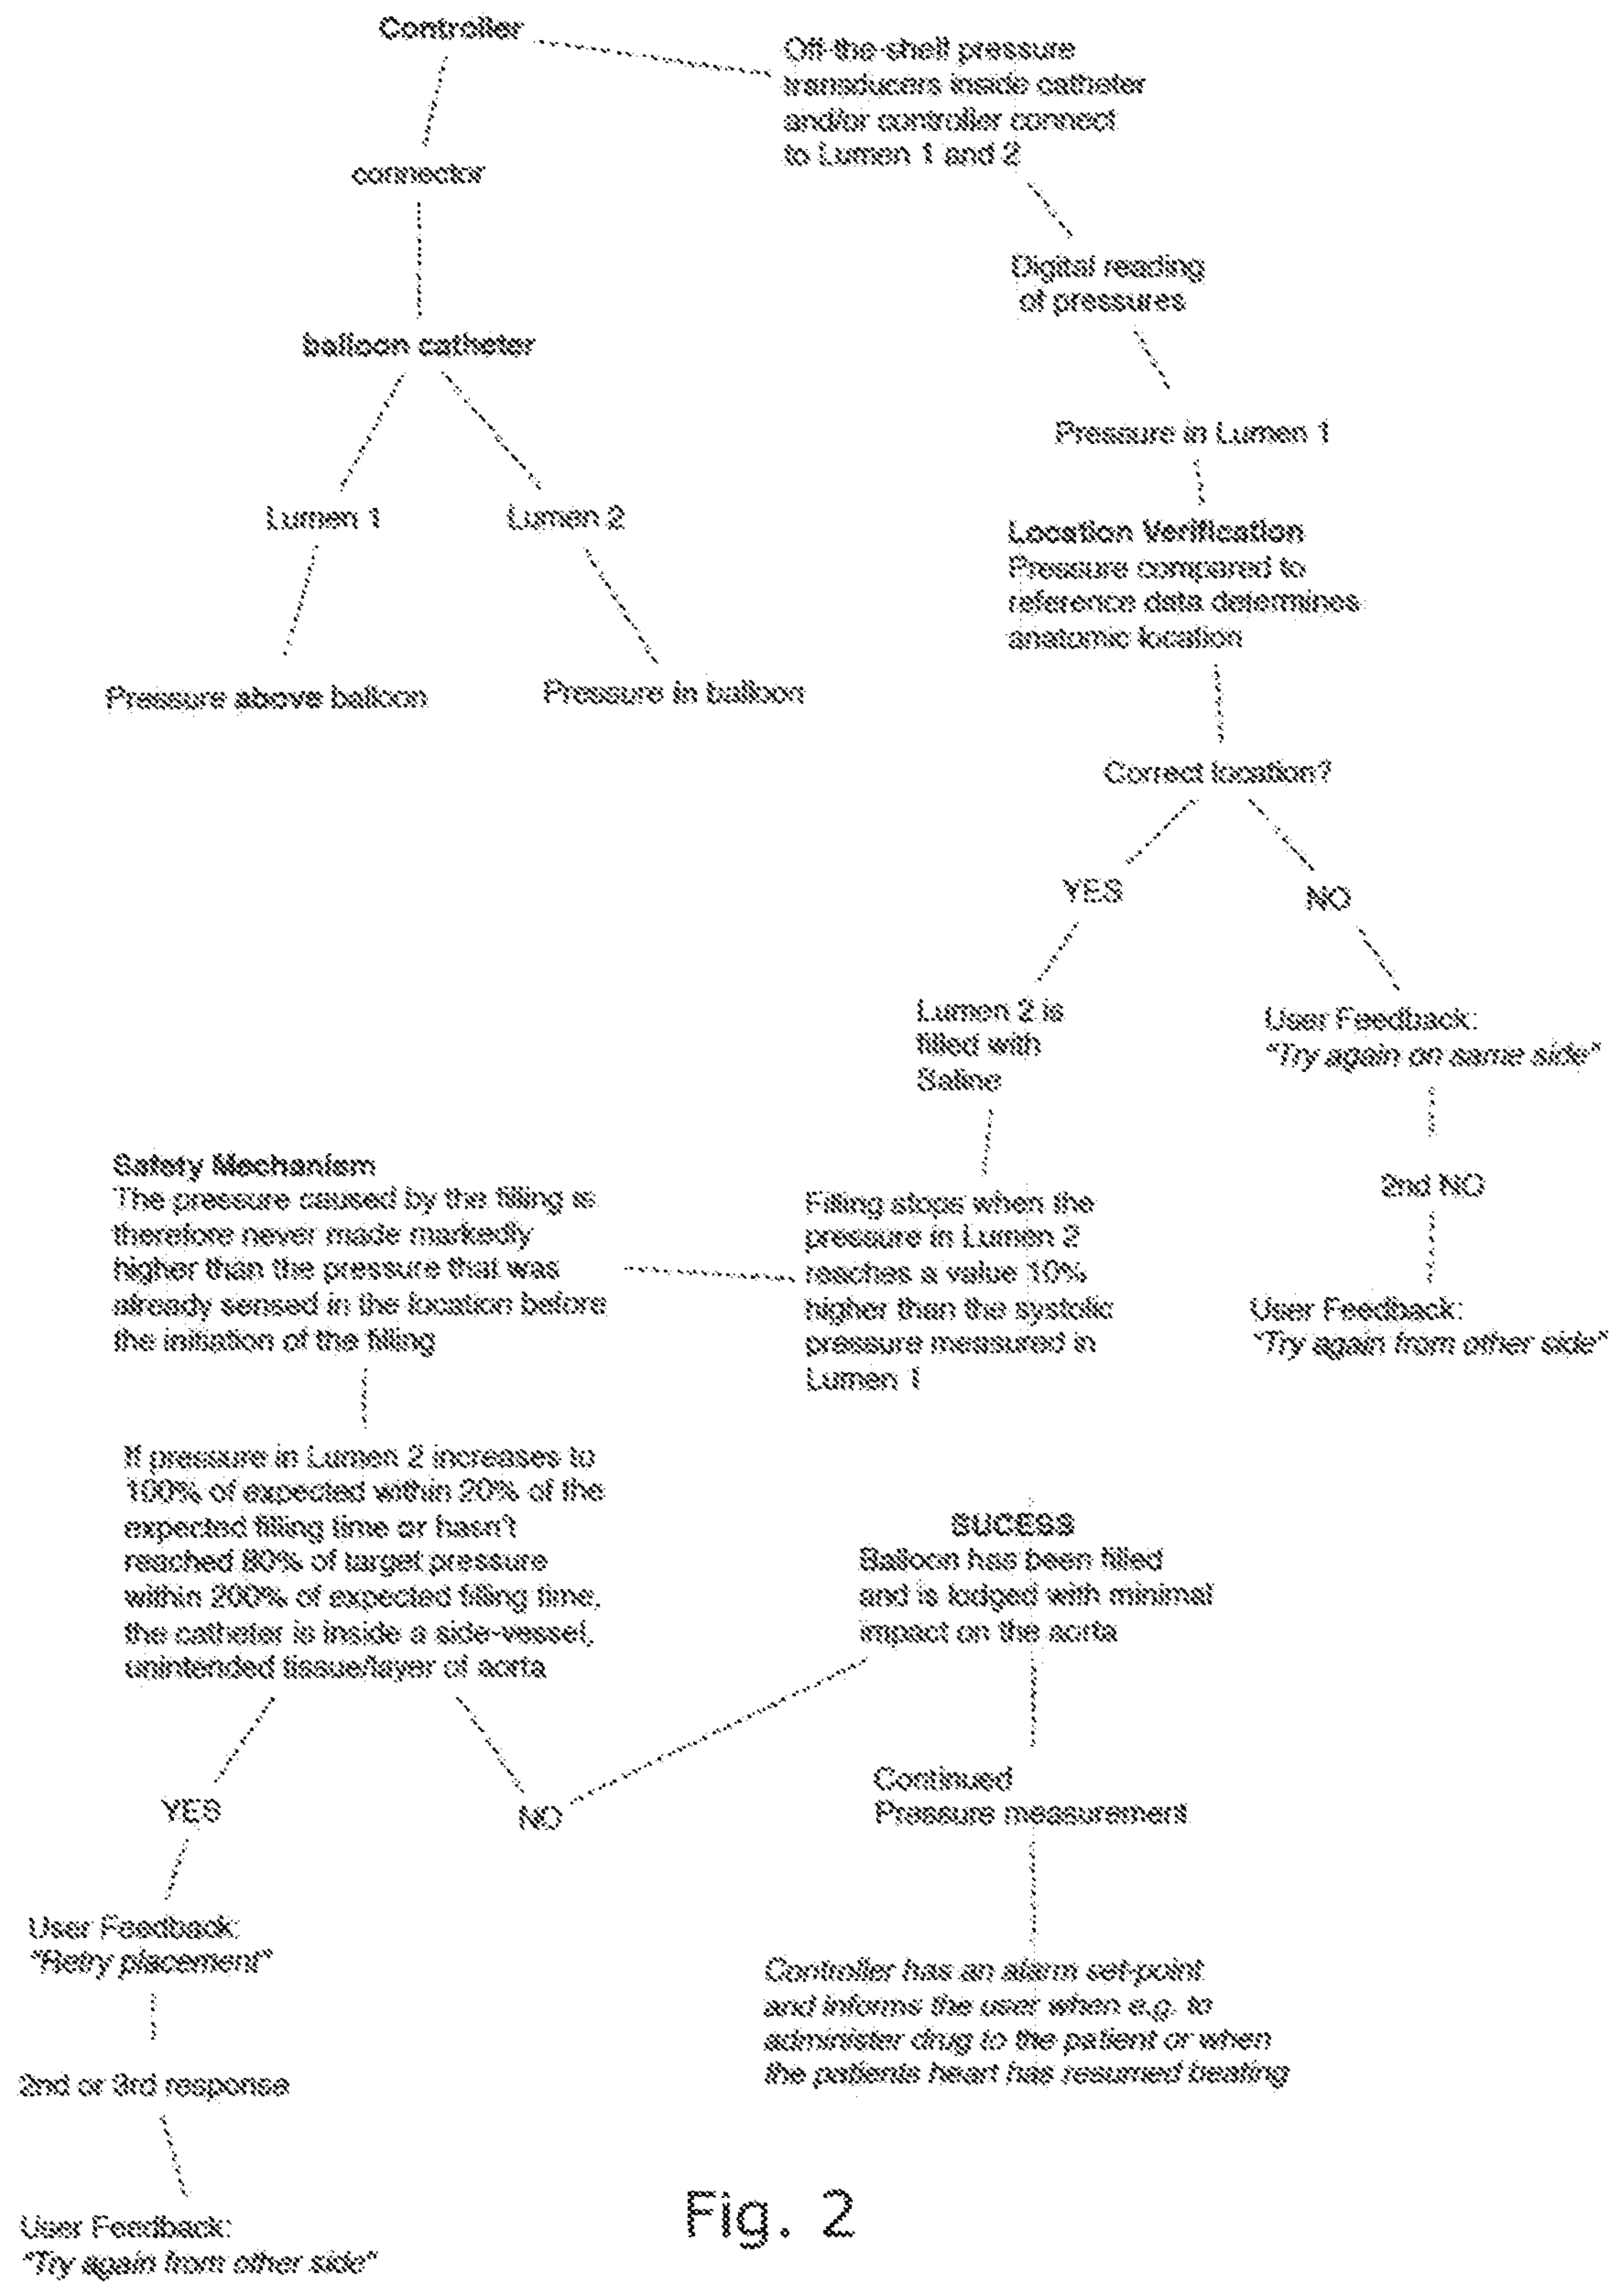 Controller
Off-the-shelf pressure
transducers inside catheter
and/or controller connect
to Lumen 1 and 2
connector
Digital reading
of pressures
balloon catheter
Pressure in Lumen 1
Lumen 1
Lumen 2
Location Verification
Pressure compared to
reference data determines
anatomic location
Pressure above balloon
Pressure in balloon
Correct location?
YES
NO
Lumen 2 is
filled with
Saline
User Feedback:
"Try again on same side"
Safety Mechanism
The pressure caused by the filling is
therefore never made markedly
higher than the pressure that was
already sensed in the location before
the initiation of the filling
Filling stops when the
pressure in Lumen 2
reaches a value 10%
higher than the systolic
pressure measured in
Lumen 1
2nd NO
User Feedback:
"Try again from other side"
If pressure in Lumen 2 increases to
100% of expected within 20% of the
expected filling time or hasn't
reached 80% of target pressure
within 200% of expected filling time,
the catheter is inside a side-vessel,
unintended tissue/layer of aorta
SUCESS
Balloon has been filled
and is lodged with minimal
impact on the aorta
YES
NO
Continued
Pressure measurement
User Feedback:
"Retry placement"
Controller has an alarm set-point
and informs the user when e.g. to
administer drug to the patient or when
the patients heart has resumed beating
2nd or 3rd response
User Feedback:
"Try again from other side"
Fig. 2